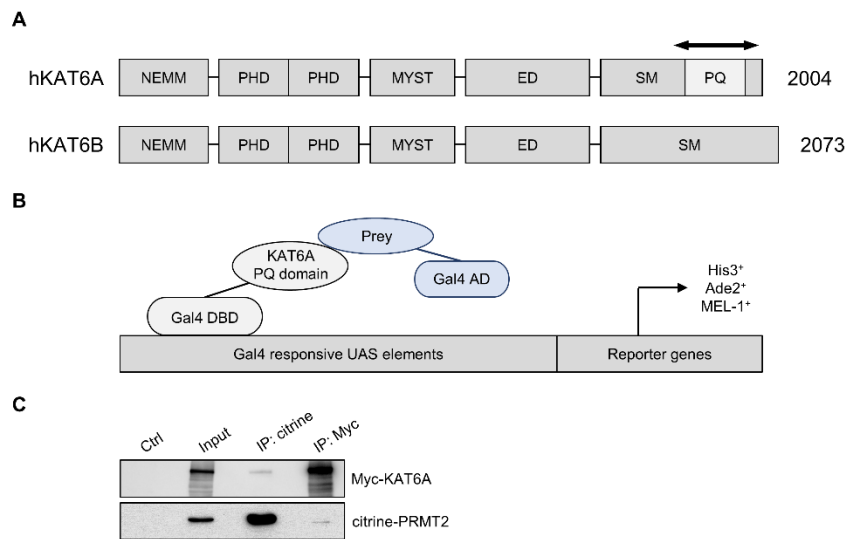 A
hKAT6A NEMM PHD PHD MYST ED SM PQ 2004
hKAT6B NEMM PHD PHD MYST ED SM 2073
B
Prey
KAT6A
PQ domain
Gal4 AD
Gal4 DBD
His3⁺
Ade2⁺
MEL-1⁺
Gal4 responsive UAS elements Reporter genes
C
Ctrl Input IP: citrine IP: Myc
Myc-KAT6A
citrine-PRMT2